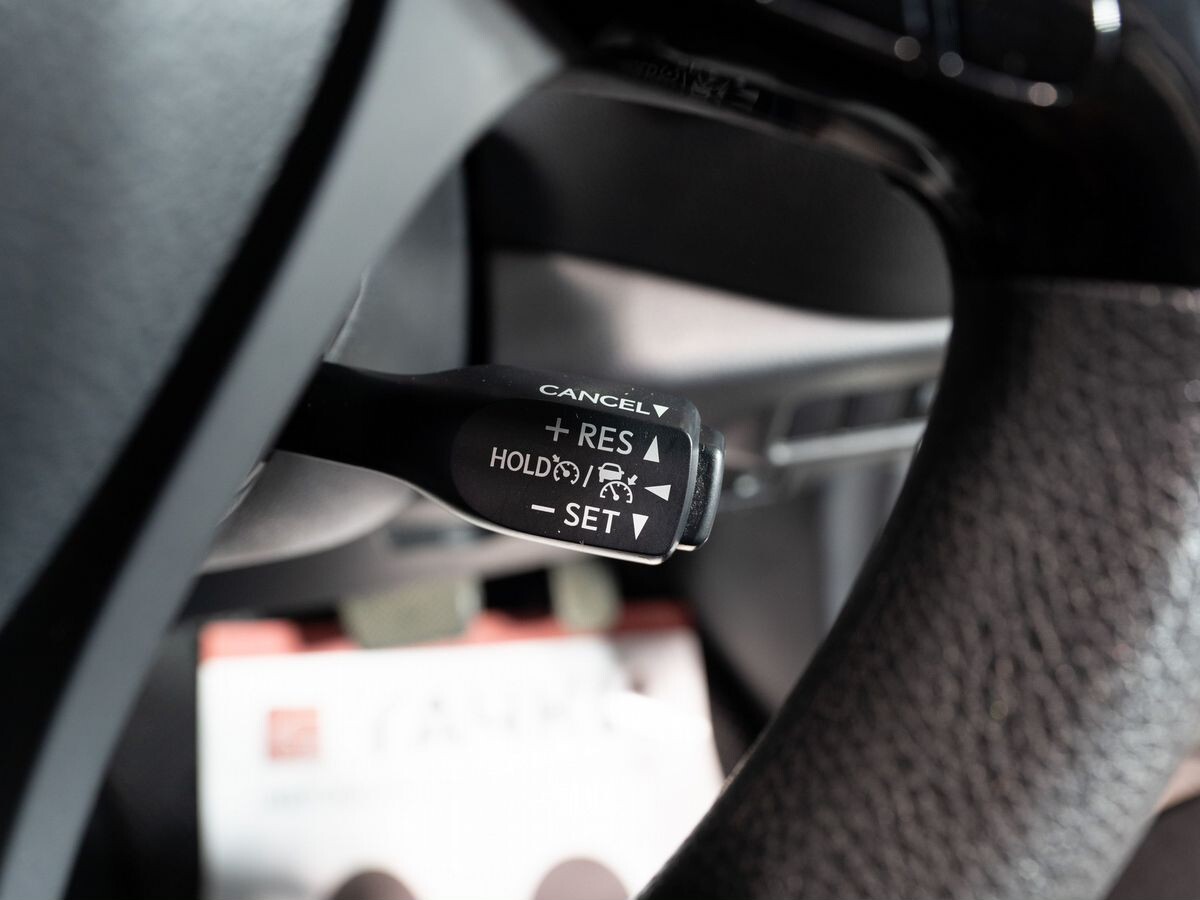 CANCEL▼
+ RES ▲
HOLD / ◀
− SET ▼